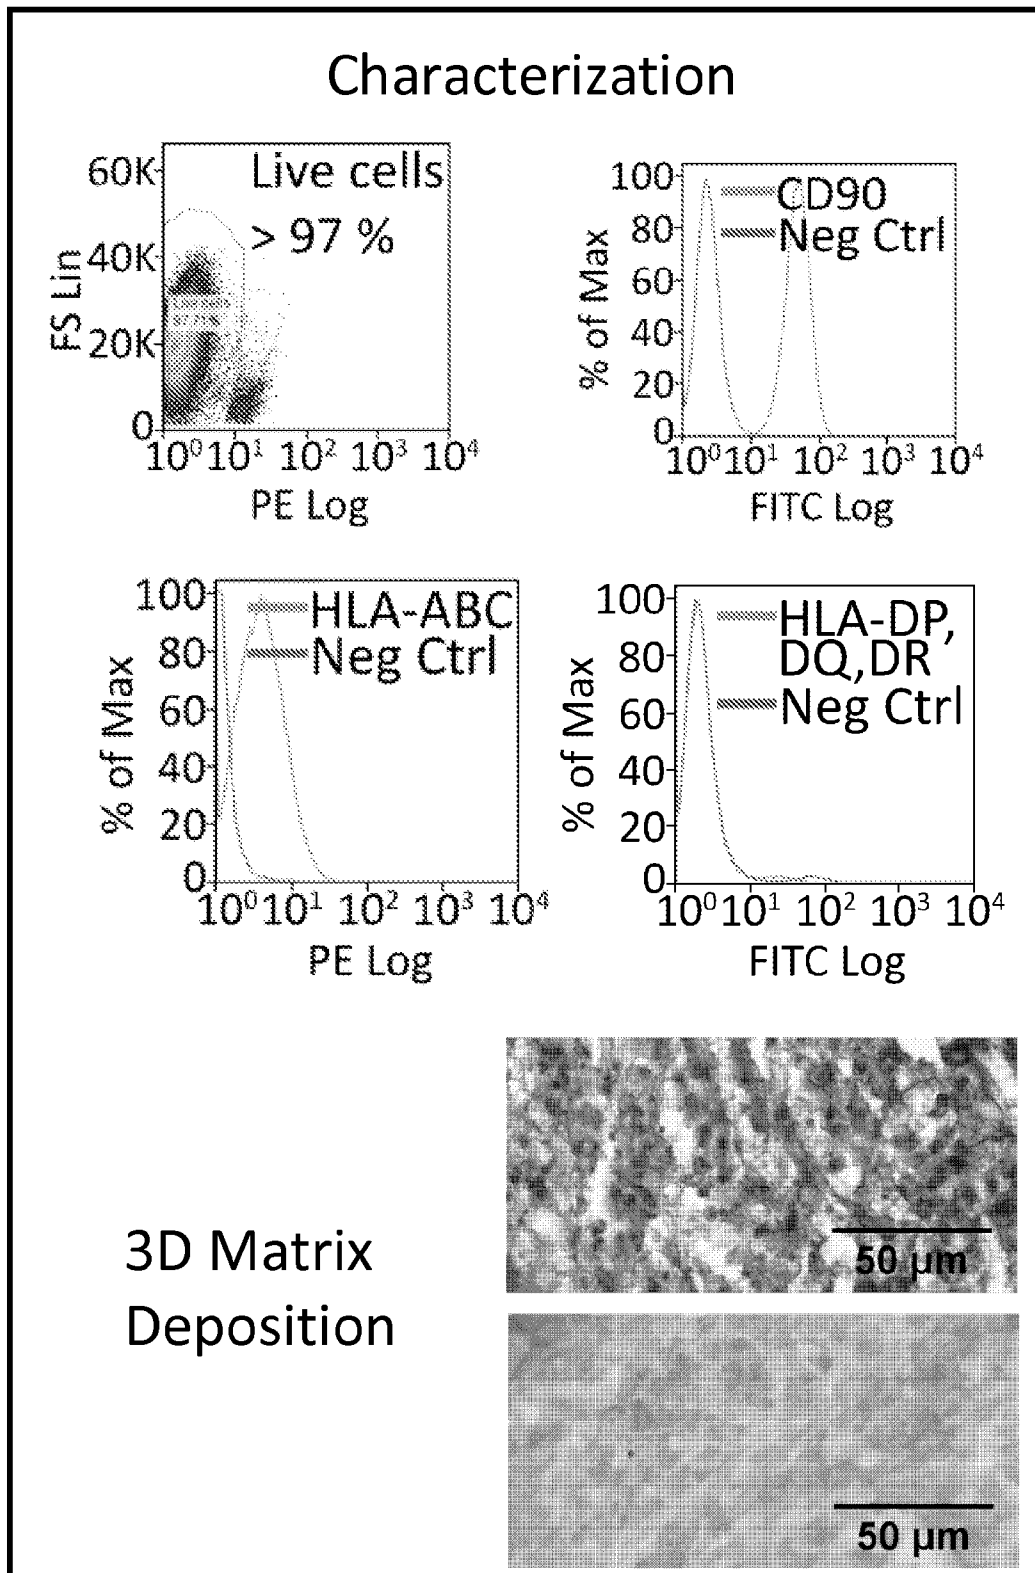 Characterization
60K
40K
20K
0
FS Lin
Live cells
> 97 %
10⁰ 10¹ 10² 10³ 10⁴
PE Log
100
80
60
40
20
0
% of Max
CD90
Neg Ctrl
10⁰ 10¹ 10² 10³ 10⁴
FITC Log
100
80
60
40
20
0
% of Max
HLA-ABC
Neg Ctrl
10⁰ 10¹ 10² 10³ 10⁴
PE Log
100
80
60
40
20
0
% of Max
HLA-DP,
DQ,DR
Neg Ctrl
10⁰ 10¹ 10² 10³ 10⁴
FITC Log
3D Matrix
Deposition
50 µm
50 µm